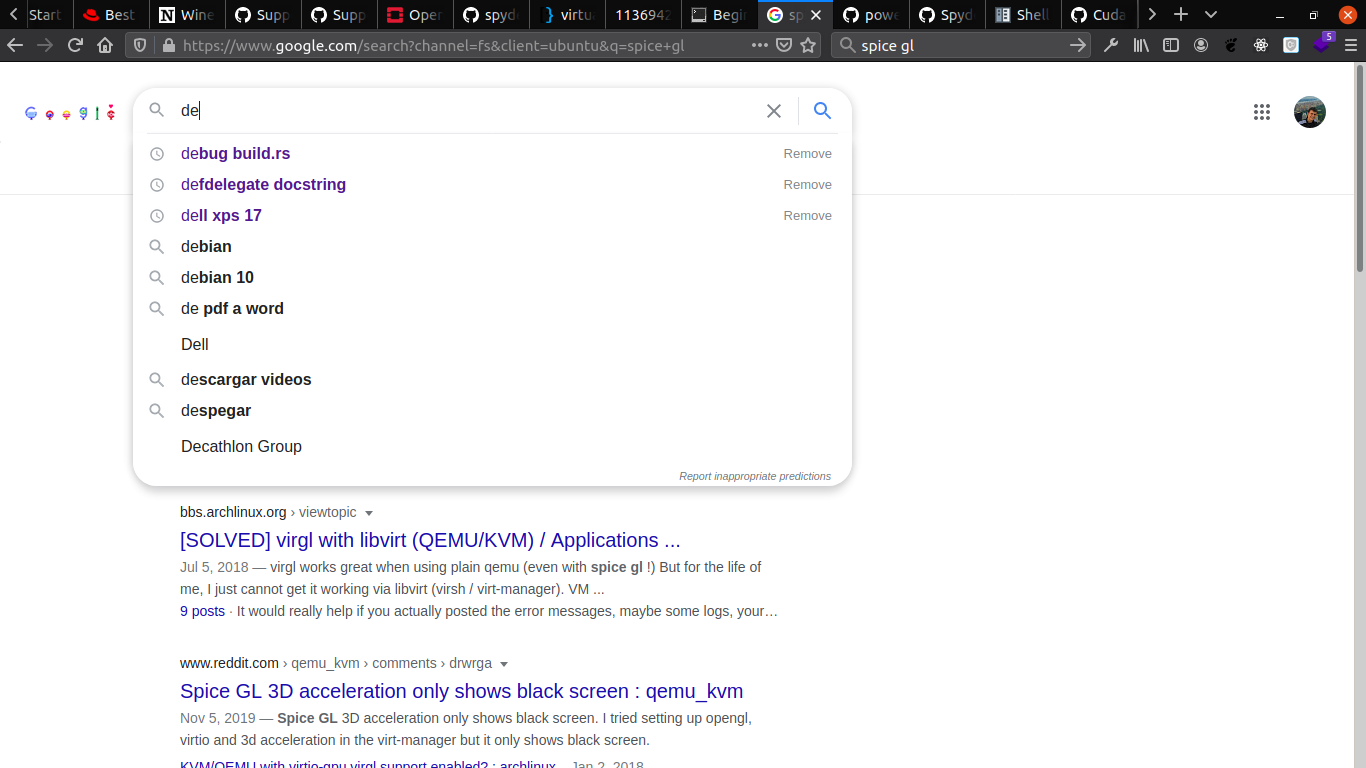 Start
Best
Wine
Supp
Supp
Oper
spyd
virtu
1136942
Begin
sp
powe
Spyd
Shell
Cuda
https://www.google.com/search?channel=fs&client=ubuntu&q=spice+gl
spice gl
5
Google
de
debug build.rs Remove
defdelegate docstring Remove
dell xps 17 Remove
debian
debian 10
de pdf a word
Dell
descargar videos
despegar
Decathlon Group
Report inappropriate predictions
bbs.archlinux.org › viewtopic
[SOLVED] virgl with libvirt (QEMU/KVM) / Applications ...
Jul 5, 2018 — virgl works great when using plain qemu (even with spice gl !) But for the life of
me, I just cannot get it working via libvirt (virsh / virt-manager). VM ...
9 posts · It would really help if you actually posted the error messages, maybe some logs, your…
www.reddit.com › qemu_kvm › comments › drwrga
Spice GL 3D acceleration only shows black screen : qemu_kvm
Nov 5, 2019 — Spice GL 3D acceleration only shows black screen. I tried setting up opengl,
virtio and 3d acceleration in the virt-manager but it only shows black screen.
KVM/QEMU with virtio-gpu virgl support enabled? : archlinux Jan 2, 2018